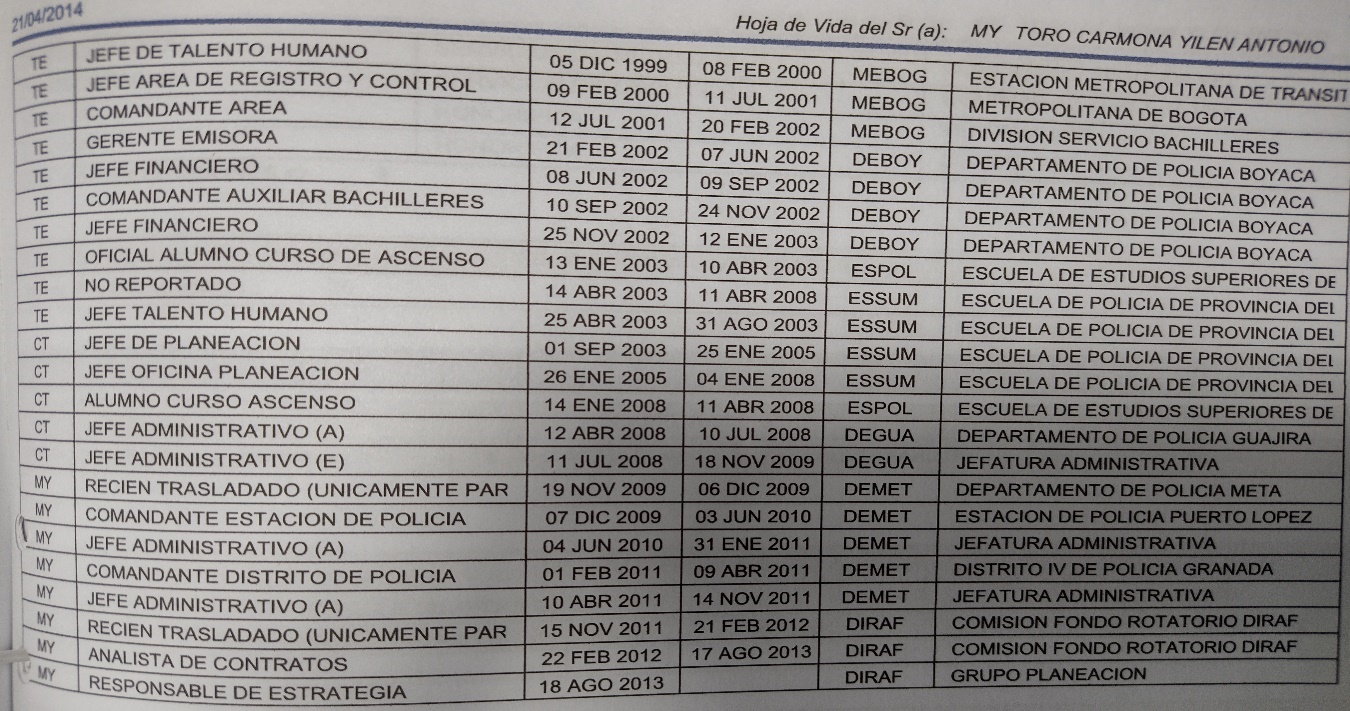 21/04/2014
Hoja de Vida del Sr (a): MY TORO CARMONA YILEN ANTONIO
TE JEFE DE TALENTO HUMANO 05 DIC 1999 08 FEB 2000 MEBOG ESTACION METROPOLITANA DE TRANSIT
TE JEFE AREA DE REGISTRO Y CONTROL 09 FEB 2000 11 JUL 2001 MEBOG METROPOLITANA DE BOGOTA
TE COMANDANTE AREA 12 JUL 2001 20 FEB 2002 MEBOG DIVISION SERVICIO BACHILLERES
TE GERENTE EMISORA 21 FEB 2002 07 JUN 2002 DEBOY DEPARTAMENTO DE POLICIA BOYACA
TE JEFE FINANCIERO 08 JUN 2002 09 SEP 2002 DEBOY DEPARTAMENTO DE POLICIA BOYACA
TE COMANDANTE AUXILIAR BACHILLERES 10 SEP 2002 24 NOV 2002 DEBOY DEPARTAMENTO DE POLICIA BOYACA
TE JEFE FINANCIERO 25 NOV 2002 12 ENE 2003 DEBOY DEPARTAMENTO DE POLICIA BOYACA
TE OFICIAL ALUMNO CURSO DE ASCENSO 13 ENE 2003 10 ABR 2003 ESPOL ESCUELA DE ESTUDIOS SUPERIORES DE
TE NO REPORTADO 14 ABR 2003 11 ABR 2008 ESSUM ESCUELA DE POLICIA DE PROVINCIA DEL
TE JEFE TALENTO HUMANO 25 ABR 2003 31 AGO 2003 ESSUM ESCUELA DE POLICIA DE PROVINCIA DEL
CT JEFE DE PLANEACION 01 SEP 2003 25 ENE 2005 ESSUM ESCUELA DE POLICIA DE PROVINCIA DEL
CT JEFE OFICINA PLANEACION 26 ENE 2005 04 ENE 2008 ESSUM ESCUELA DE POLICIA DE PROVINCIA DEL
CT ALUMNO CURSO ASCENSO 14 ENE 2008 11 ABR 2008 ESPOL ESCUELA DE ESTUDIOS SUPERIORES DE
CT JEFE ADMINISTRATIVO (A) 12 ABR 2008 10 JUL 2008 DEGUA DEPARTAMENTO DE POLICIA GUAJIRA
CT JEFE ADMINISTRATIVO (E) 11 JUL 2008 18 NOV 2009 DEGUA JEFATURA ADMINISTRATIVA
MY RECIEN TRASLADADO (UNICAMENTE PAR 19 NOV 2009 06 DIC 2009 DEMET DEPARTAMENTO DE POLICIA META
MY COMANDANTE ESTACION DE POLICIA 07 DIC 2009 03 JUN 2010 DEMET ESTACION DE POLICIA PUERTO LOPEZ
MY JEFE ADMINISTRATIVO (A) 04 JUN 2010 31 ENE 2011 DEMET JEFATURA ADMINISTRATIVA
MY COMANDANTE DISTRITO DE POLICIA 01 FEB 2011 09 ABR 2011 DEMET DISTRITO IV DE POLICIA GRANADA
MY JEFE ADMINISTRATIVO (A) 10 ABR 2011 14 NOV 2011 DEMET JEFATURA ADMINISTRATIVA
MY RECIEN TRASLADADO (UNICAMENTE PAR 15 NOV 2011 21 FEB 2012 DIRAF COMISION FONDO ROTATORIO DIRAF
MY ANALISTA DE CONTRATOS 22 FEB 2012 17 AGO 2013 DIRAF COMISION FONDO ROTATORIO DIRAF
MY RESPONSABLE DE ESTRATEGIA 18 AGO 2013 DIRAF GRUPO PLANEACION